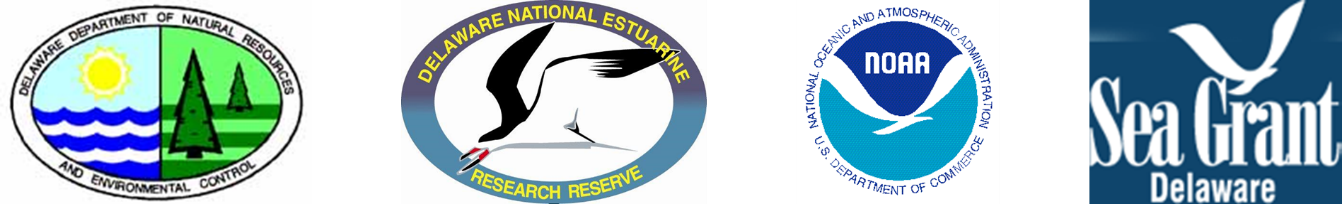 DELAWARE DEPARTMENT OF NATURAL RESOURCES
AND ENVIRONMENTAL CONTROL
DELAWARE NATIONAL ESTUARINE
RESEARCH RESERVE
NATIONAL OCEANIC AND ATMOSPHERIC ADMINISTRATION
NOAA
U.S. DEPARTMENT OF COMMERCE
Sea Grant
Delaware